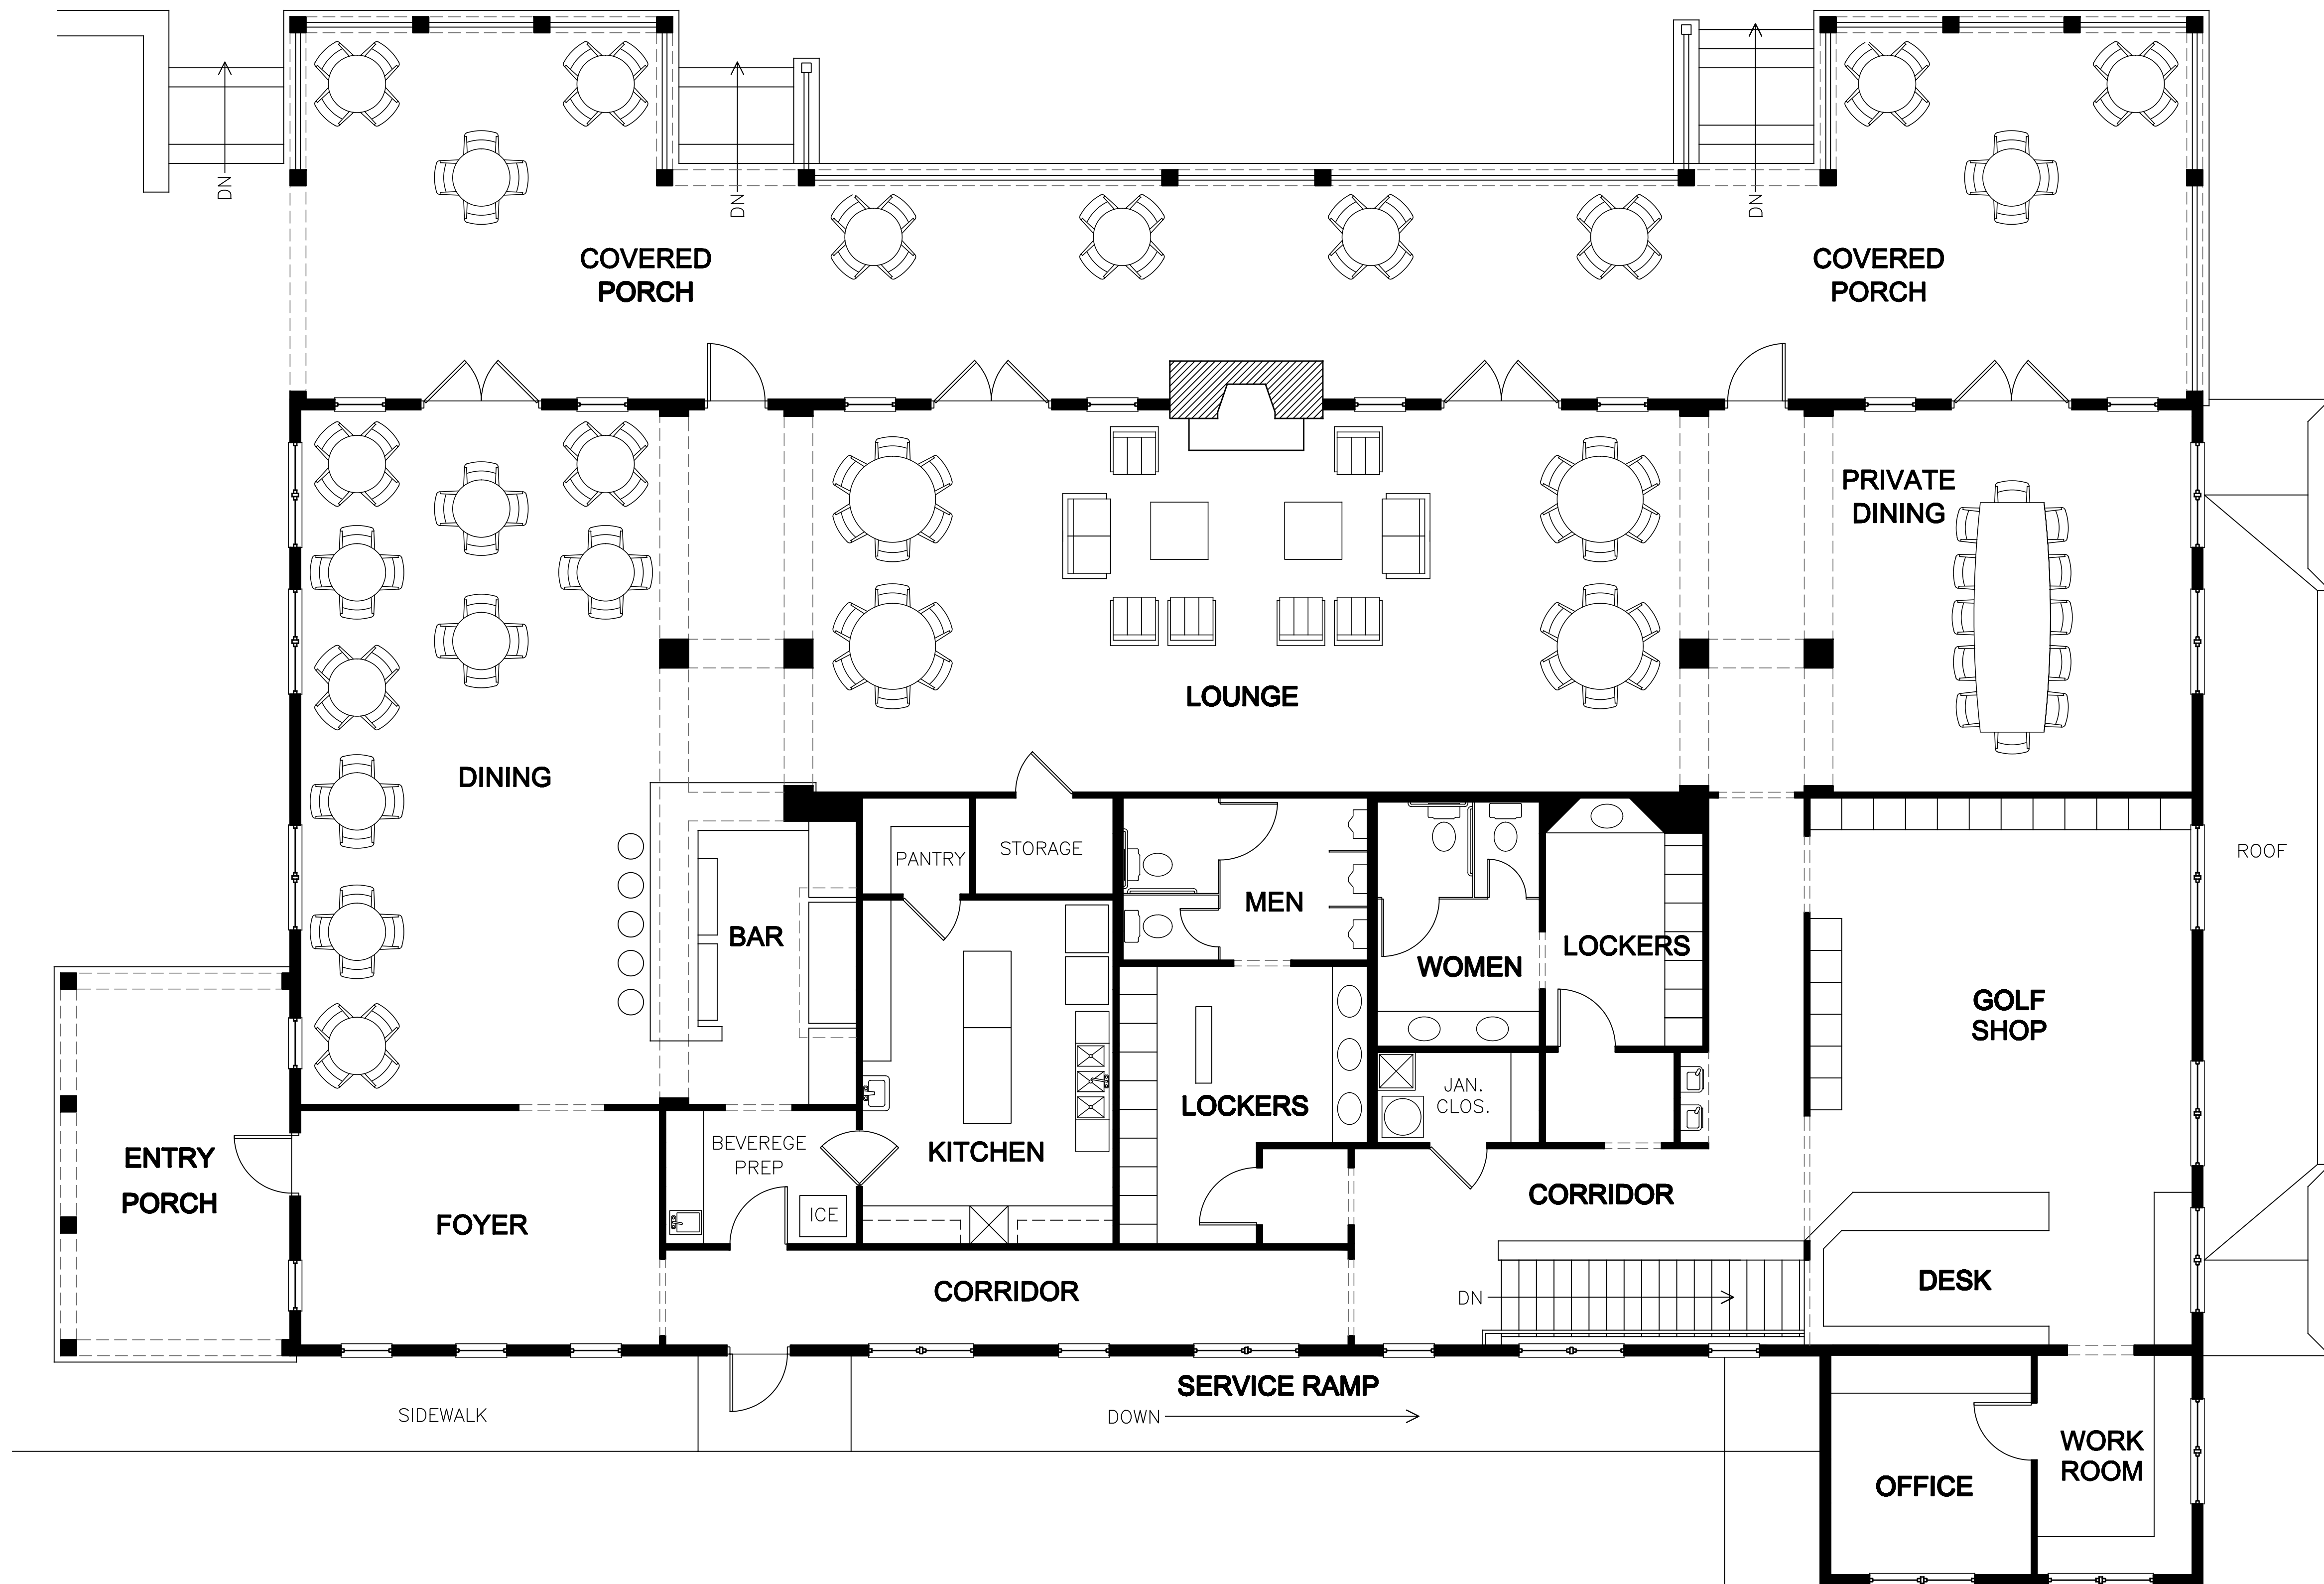 DN
DN
DN
COVERED
PORCH
COVERED
PORCH
PRIVATE
DINING
LOUNGE
DINING
PANTRY
STORAGE
ROOF
MEN
BAR
LOCKERS
WOMEN
GOLF
SHOP
JAN.
CLOS.
LOCKERS
BEVEREGE
PREP
KITCHEN
ENTRY
PORCH
CORRIDOR
ICE
FOYER
DESK
CORRIDOR
DN
SERVICE RAMP
SIDEWALK
DOWN
WORK
ROOM
OFFICE